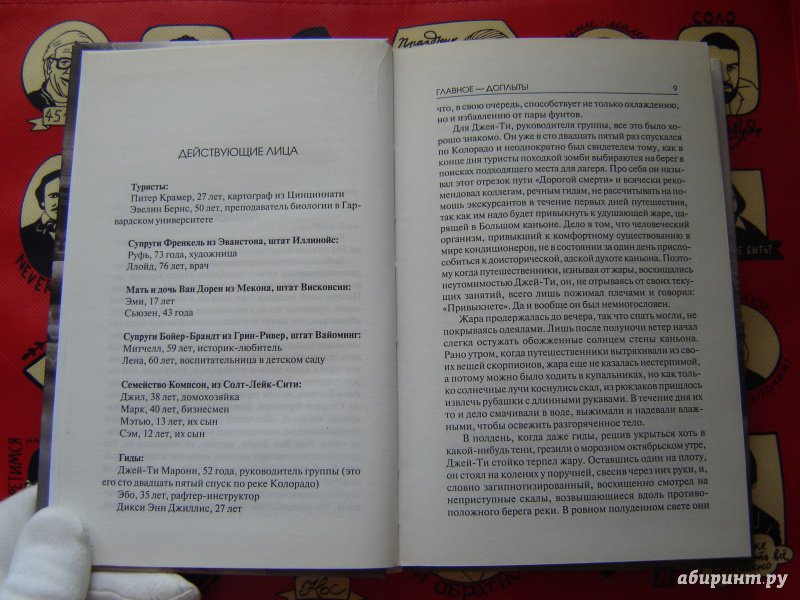 ДЕЙСТВУЮЩИЕ ЛИЦА
Туристы:
Питер Крамер, 27 лет, картограф из Цинциннати
Эвелин Бернс, 50 лет, преподаватель биологии в Гар-
вардском университете
Супруги Френкель из Эванстона, штат Иллинойс:
Руфь, 73 года, художница
Ллойд, 76 лет, врач
Мать и дочь Ван Дорен из Мекона, штат Висконсин:
Эми, 17 лет
Сьюзен, 43 года
Супруги Бойер-Брандт из Грин-Ривер, штат Вайоминг:
Митчелл, 59 лет, историк-любитель
Лена, 60 лет, воспитательница в детском саду
Семейство Компсон, из Солт-Лейк-Сити:
Джил, 38 лет, домохозяйка
Марк, 40 лет, бизнесмен
Мэтью, 13 лет, их сын
Сэм, 12 лет, их сын
Гиды:
Джей-Ти Марони, 52 года, руководитель группы (это
его сто двадцать пятый спуск по реке Колорадо)
Эбо, 35 лет, рафтер-инструктор
Дикси Энн Джиллис, 27 лет
ГЛАВНОЕ — ДОПЛЫТЬ! 9
что, в свою очередь, способствует не только охлаждению,
но и избавлению от пары фунтов.
Для Джея-Ти, руководителя группы, все это было хо-
рошо знакомо. Он уже в сто двадцать пятый раз спускался
по Колорадо и неоднократно был свидетелем тому, как в
конце дня туристы походкой зомби выбираются на берег в
поисках подходящего места для лагеря. Про себя он назы-
вал этот отрезок пути «Дорогой смерти» и всячески реко-
мендовал коллегам, речным гидам, не рассчитывать на по-
мощь экскурсантов в течение первых дней путешествия,
так как им надо будет привыкнуть к удушающей жаре, ца-
рящей в Большом каньоне. Дело в том, что человеческий
организм, привыкший к комфортному существованию в
мире кондиционеров, не в состоянии за один день приспо-
собиться к доисторической, адской духоте каньона. Поэто-
му когда путешественники, изнывая от жары, восхищались
неутомимостью Джей-Ти, он, не отрываясь от своих теку-
щих занятий, всего лишь пожимал плечами и говорил:
«Привыкнете». Да и вообще он был немногословен.
Жара продержалась до вечера, так что спать могли, не
покрываясь одеялами. Лишь после полуночи ветер начал
слегка остужать обожженные солнцем стены каньона.
Рано утром, когда путешественники вытряхивали из
своих вещей скорпионов, жара еще не казалась нестерпимой,
а потому можно было ходить в купальниках, но как только
солнечные лучи коснулись скал, из рюкзаков пришлось
извлечь рубашки с длинными рукавами. В течение дня их
то и дело смачивали в воде, выжимали и надевали влаж-
ными, чтобы освежить разгоряченное тело.
В полдень, когда даже гиды, решив укрыться хоть в
какой-нибудь тени, грезили о морозном октябрьском утре,
Джей-Ти стойко терпел жару. Оставшись один на плоту,
он стоял на коленях у поручней, свесив через них руки, и,
словно загипнотизированный, восхищенно смотрел на
неприступные скалы, возвышающиеся вдоль противо-
положного берега реки. В ровном полуденном свете они
45
NEVER
СОЛО
БЫТЬ?
Нос
И ОБРАТНО
абиринт.ру